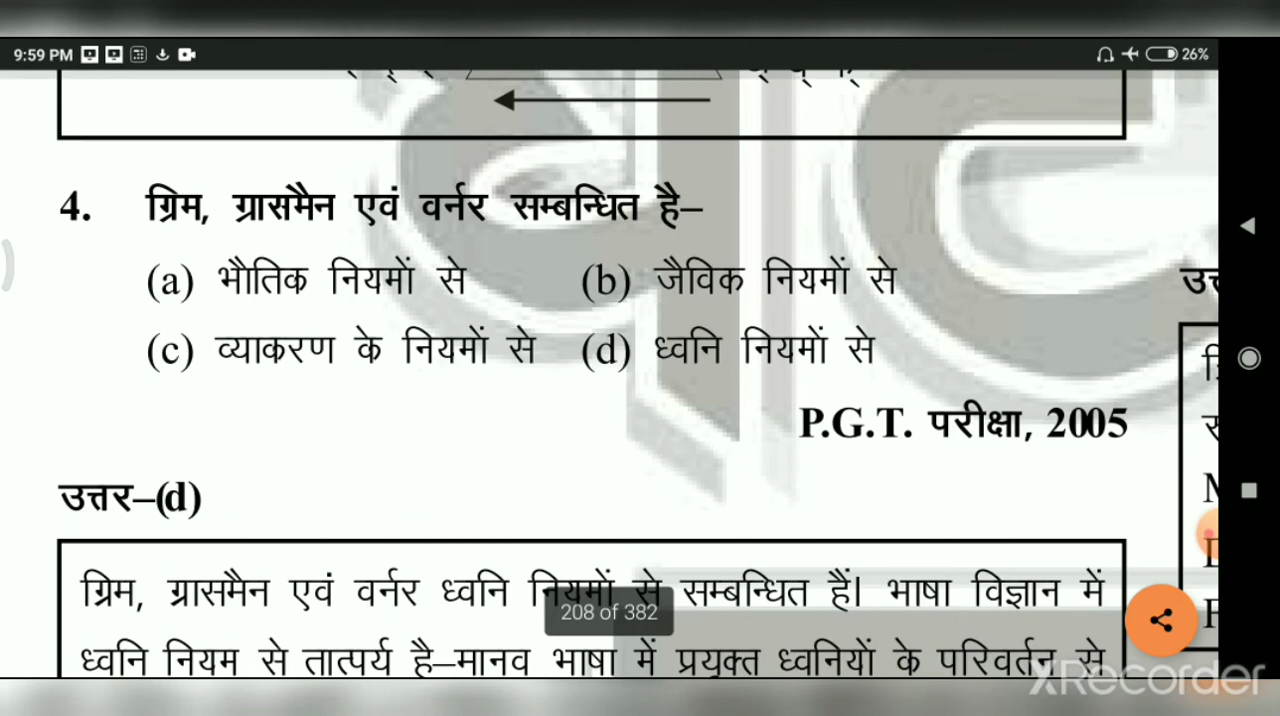 9:59 PM
26%
4. ग्रिम, ग्रासमैन एवं वर्नर सम्बन्धित है–
(a) भौतिक नियमों से (b) जैविक नियमों से
(c) व्याकरण के नियमों से (d) ध्वनि नियमों से
P.G.T. परीक्षा, 2005
उत्तर–(d)
ग्रिम, ग्रासमैन एवं वर्नर ध्वनि नियमों से सम्बन्धित हैं। भाषा विज्ञान में
208 of 382
ध्वनि नियम से तात्पर्य है–मानव भाषा में प्रयुक्त ध्वनियों के परिवर्तन से
XRecorder